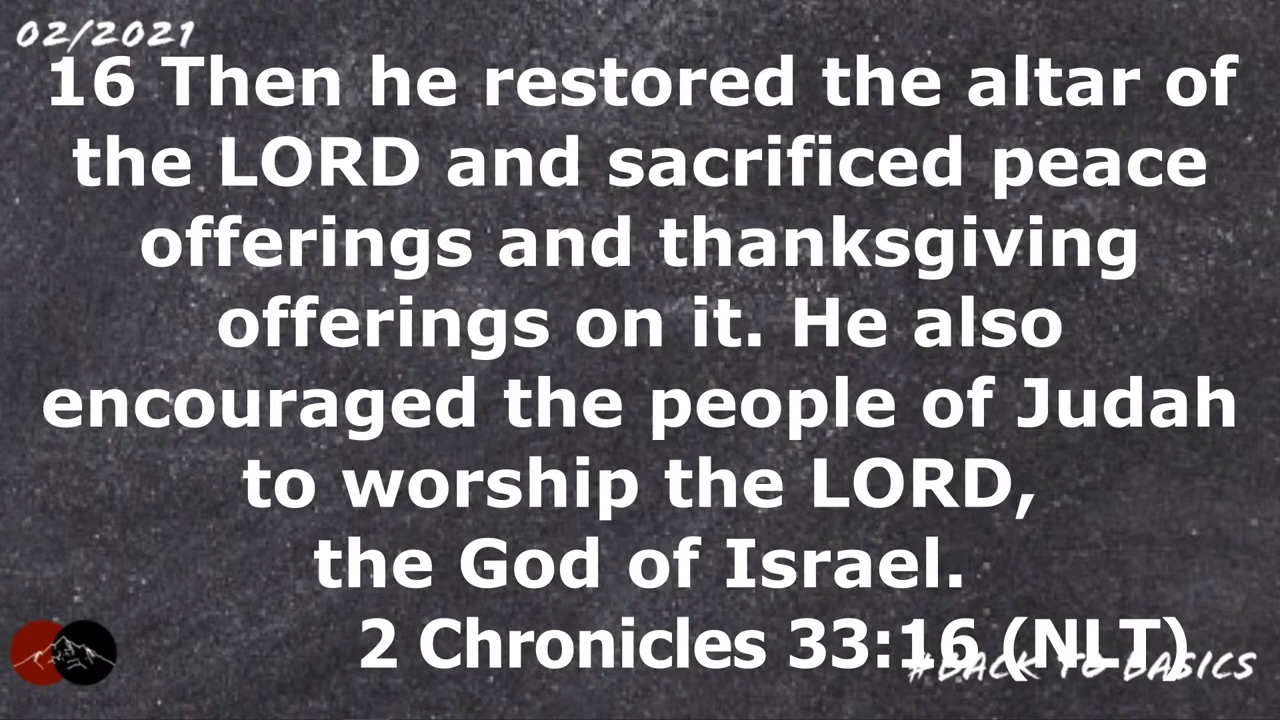 02/2021
16 Then he restored the altar of
the LORD and sacrificed peace
offerings and thanksgiving
offerings on it. He also
encouraged the people of Judah
to worship the LORD,
the God of Israel.
2 Chronicles 33:16 (NLT)
#BACK TO BASICS